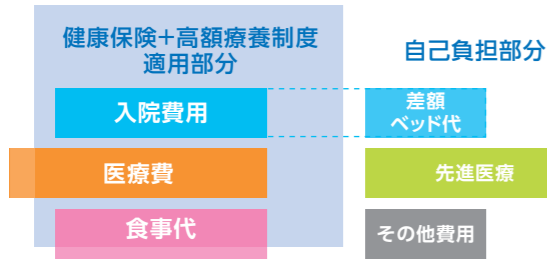 健康保険+高額療養制度
適用部分
自己負担部分
入院費用
差額
ベッド代
医療費
先進医療
食事代
その他費用